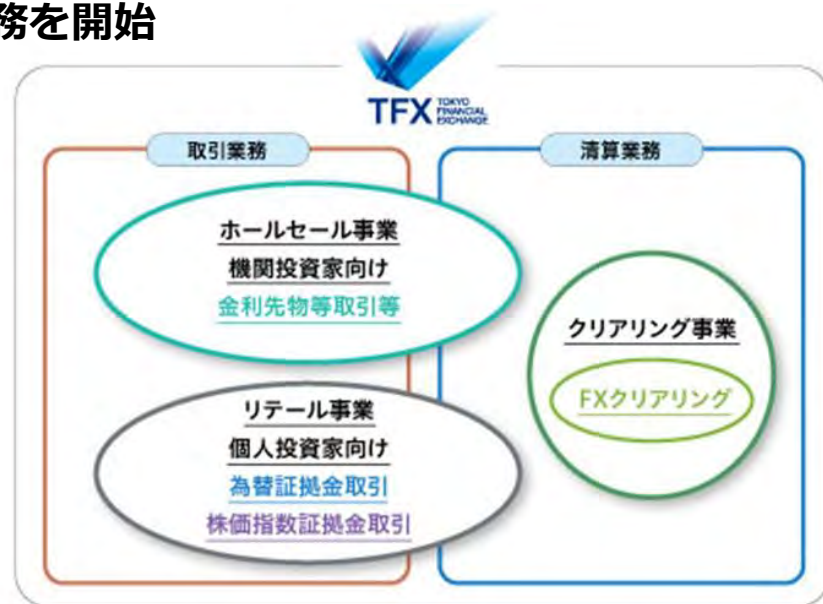 務を開始
TFX TOKYO FINANCIAL EXCHANGE
取引業務
清算業務
ホールセール事業
機関投資家向け
金利先物等取引等
クリアリング事業
FXクリアリング
リテール事業
個人投資家向け
為替証拠金取引
株価指数証拠金取引